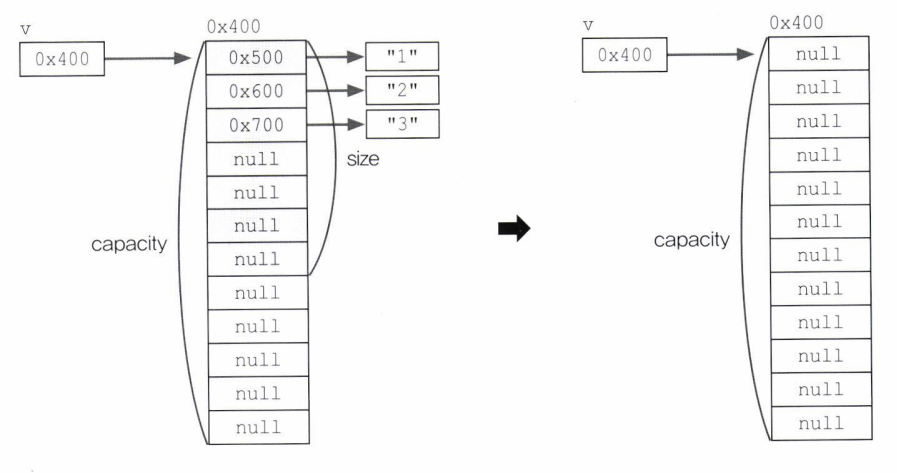 v
0x400
0x400
0x500
"1"
0x600
"2"
0x700
"3"
null
size
null
null
capacity
null
null
null
null
null
null
v
0x400
0x400
null
null
null
null
null
null
capacity
null
null
null
null
null
null